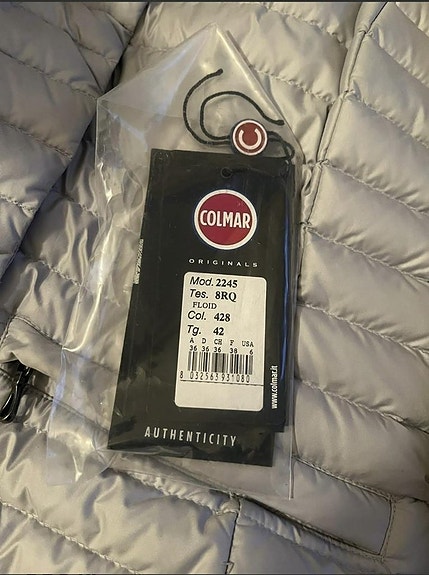 COLMAR
ORIGINALS
Mod. 2245
Tes. 8RQ
FLOID
Col. 428
Tg. 42
A D CH F USA
36 36 36 38 6
8 032563 931080
www.colmar.it
AUTHENTICITY